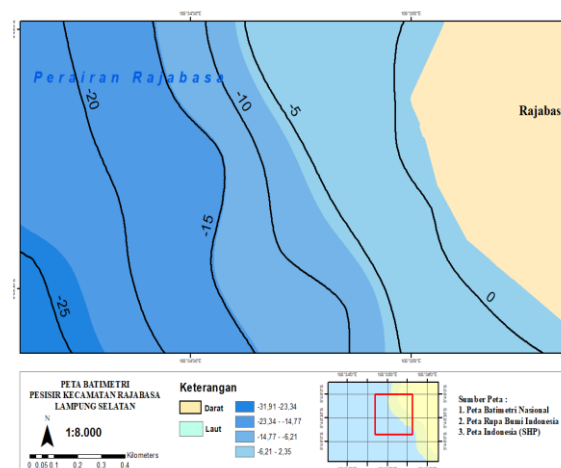 Perairan Rajabasa
-20
-10
-5
-15
-25
0
Rajabas
PETA BATIMETRI
PESISIR KECAMATAN RAJABASA
LAMPUNG SELATAN
N
1:8.000
Kilometers
0 0.05 0.1 0.2 0.3 0.4
Keterangan
Darat
Laut
-31,91 -23,34
-23,34 - -14,77
-14,77 - -6,21
-6,21 - 2,35
Sumber Peta :
1. Peta Batimetri Nasional
2. Peta Rupa Bumi Indonesia
3. Peta Indonesia (SHP)